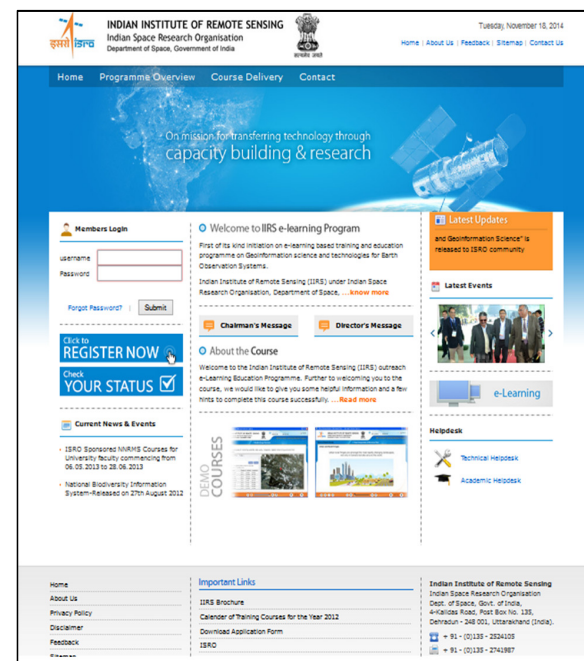 इसरो isro
INDIAN INSTITUTE OF REMOTE SENSING
Indian Space Research Organisation
Department of Space, Government of India
सत्यमेव जयते
Tuesday, November 18, 2014
Home | About Us | Feedback | Sitemap | Contact Us
Home Programme Overview Course Delivery Contact
On mission for transferring technology through
capacity building & research
Members Login
username
Password
Forgot Password? | Submit
Click to
REGISTER NOW
Check
YOUR STATUS
Current News & Events
ISRO Sponsored NNRMS Courses for
University faculty commencing from
06.05.2013 to 28.06.2013
National Biodiversity Information
System-Released on 27th August 2012
Welcome to IIRS e-learning Program
First of its kind initiation on e-learning based training and education
programme on Geoinformation science and technologies for Earth
Observation Systems.
Indian Institute of Remote Sensing (IIRS) under Indian Space
Research Organisation, Department of Space, ...know more
Chairman's Message Director's Message
About the Course
Welcome to the Indian Institute of Remote Sensing (IIRS) outreach
e-Learning Education Programme. Further to welcoming you to the
course, we would like to give you some helpful information and a few
hints to complete this course successfully. ...Read more
DEMO
COURSES
Latest Updates
and Geoinformation Science" is
released to ISRO community
Latest Events
e-Learning
Helpdesk
Technical Helpdesk
Academic Helpdesk
Home
About Us
Privacy Policy
Disclaimer
Feedback
Sitemap
Important Links
IIRS Brochure
Calender of Training Courses for the Year 2012
Download Application Form
ISRO
Indian Institute of Remote Sensing
Indian Space Research Organisation
Dept. of Space, Govt. of India,
4-Kalidas Road, Post Box No. 135,
Dehradun - 248 001, Uttarakhand (India).
+ 91 - (0)135 - 2524105
+ 91 - (0)135 - 2741987